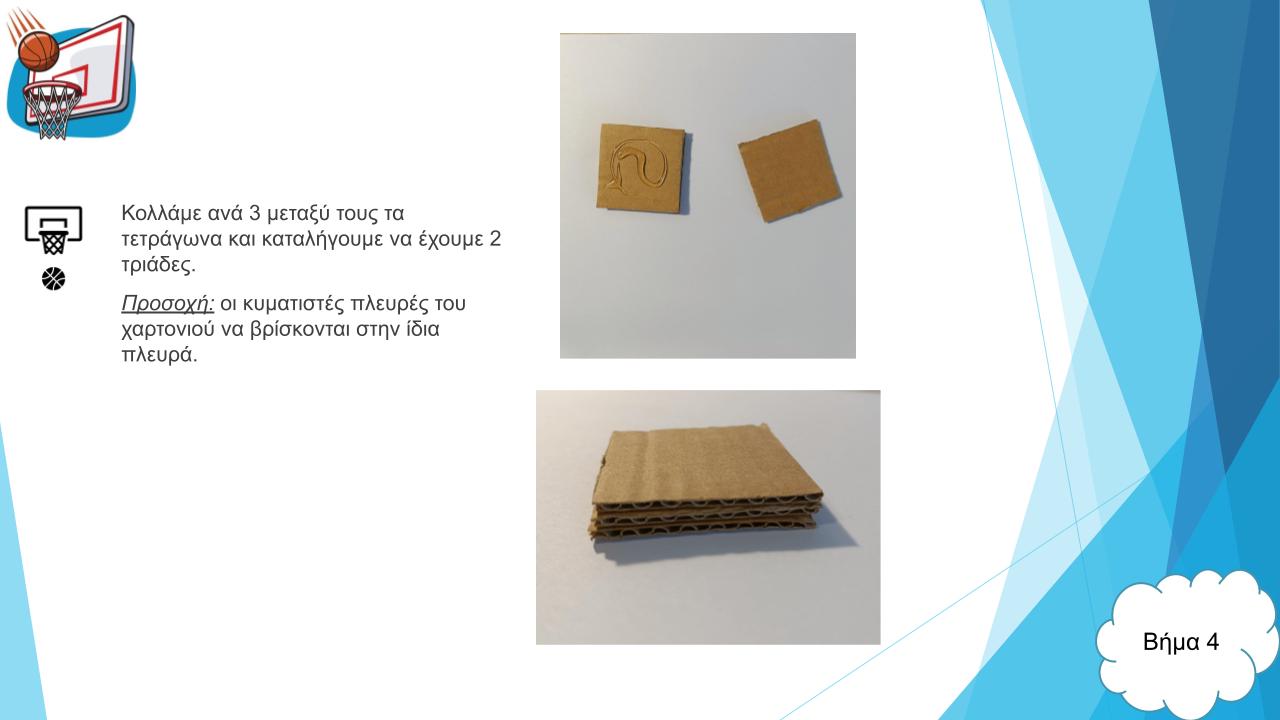 Κολλάμε ανά 3 μεταξύ τους τα
τετράγωνα και καταλήγουμε να έχουμε 2
τριάδες.
Προσοχή: οι κυματιστές πλευρές του
χαρτονιού να βρίσκονται στην ίδια
πλευρά.
Βήμα 4